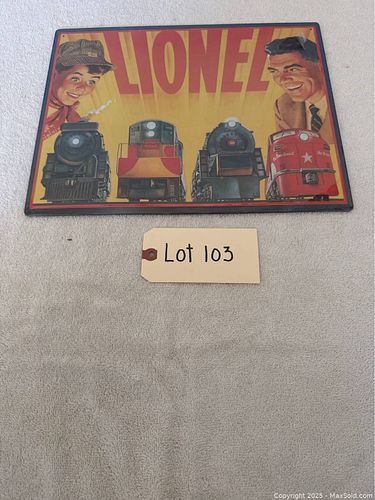 LIONEL
Lot 103
Copyright 2025 - MaxSold.com